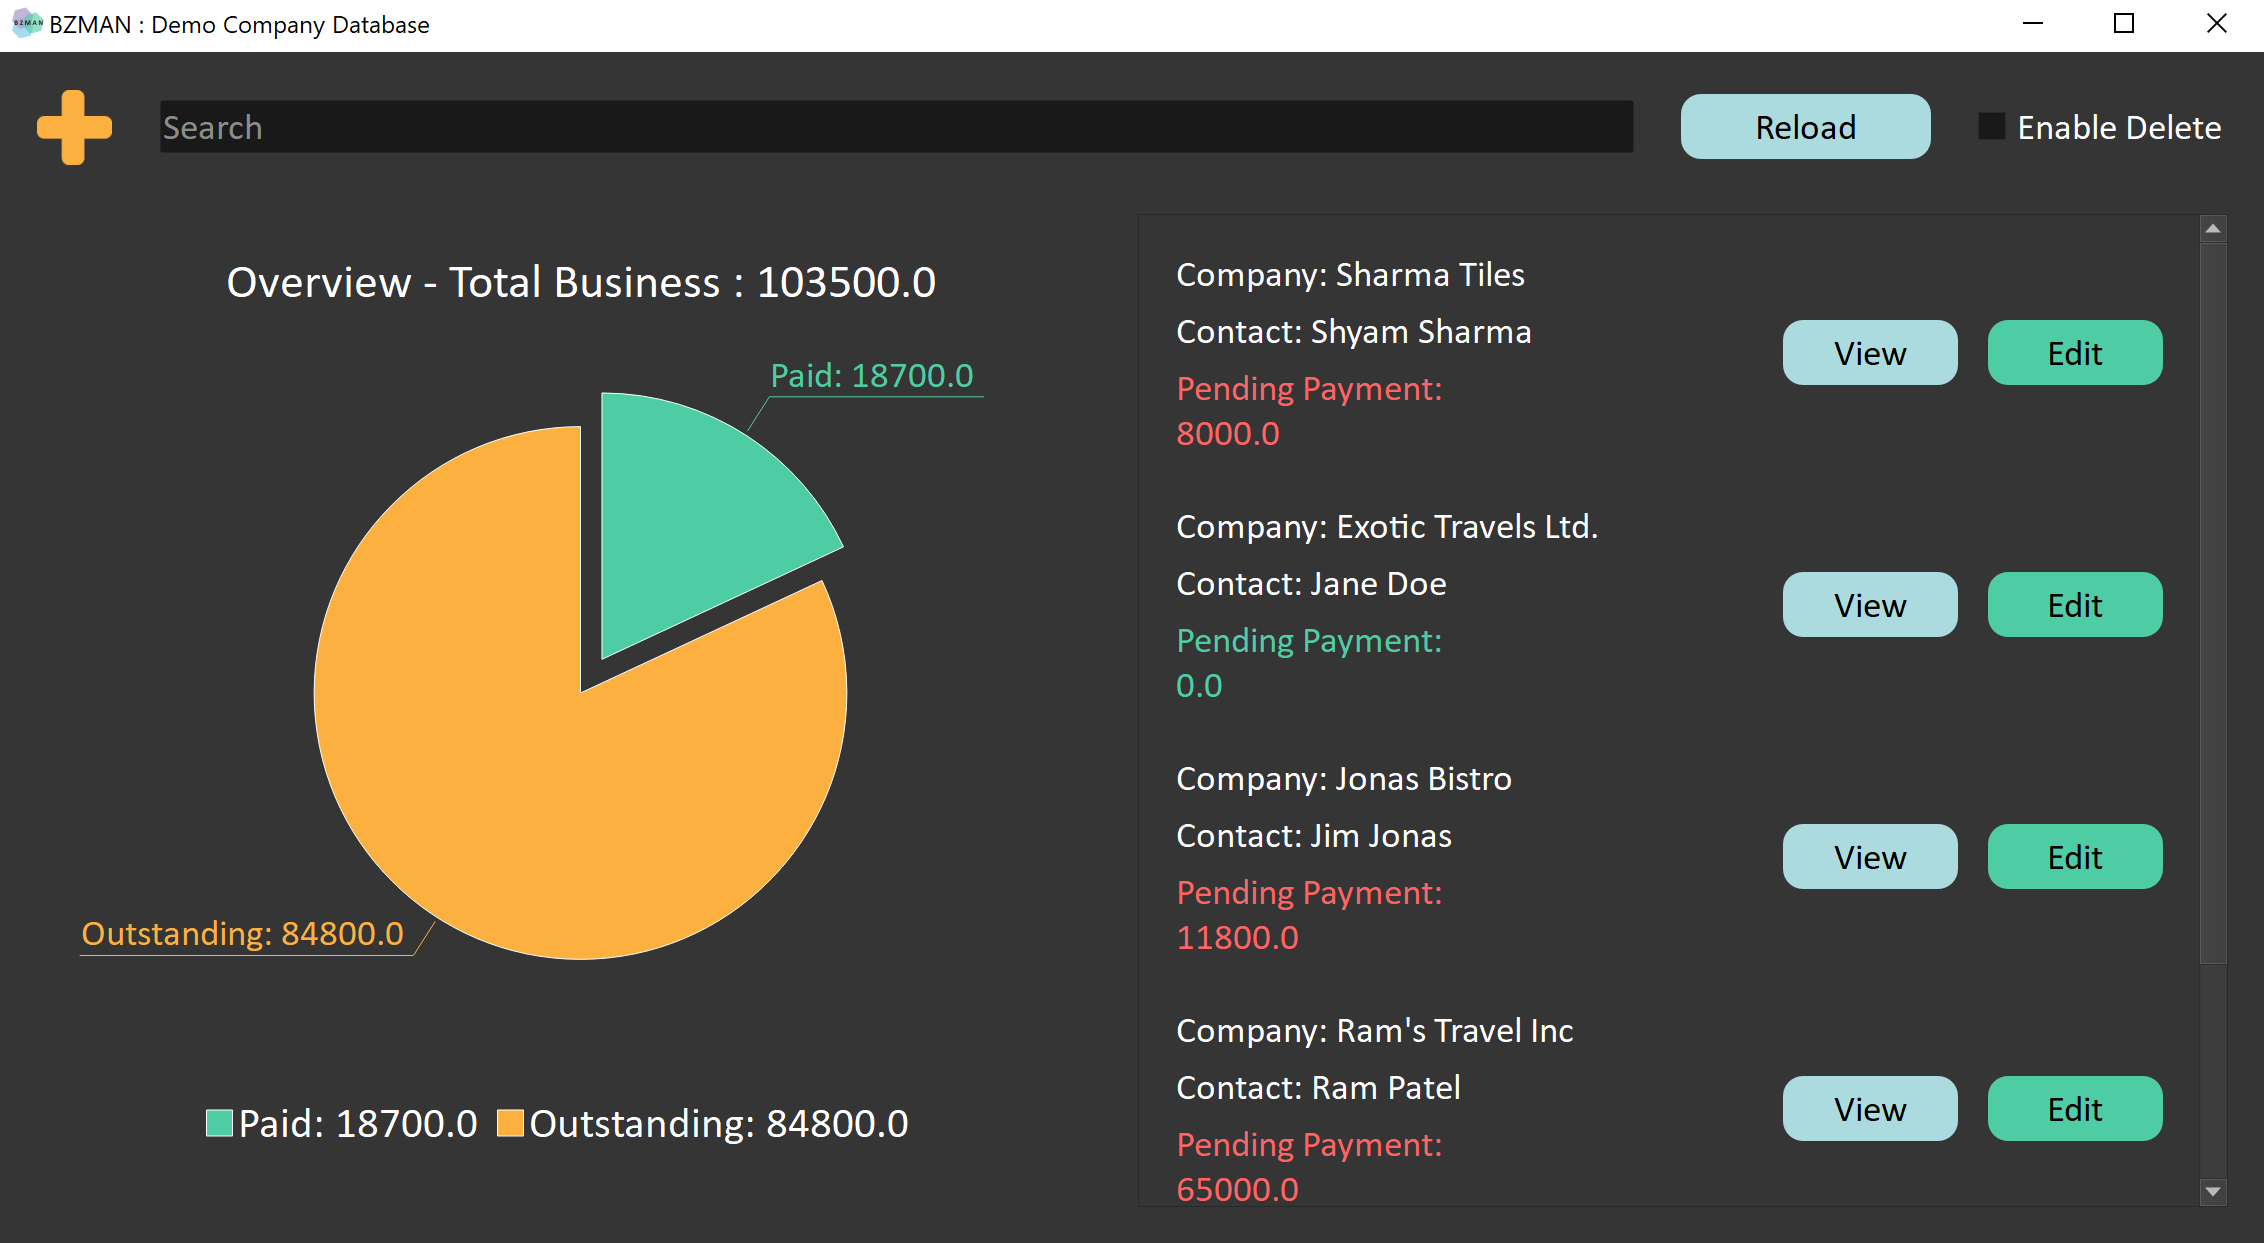 BZMAN
BZMAN : Demo Company Database
Search
Reload
Enable Delete
Overview - Total Business : 103500.0
Paid: 18700.0
Outstanding: 84800.0
Paid: 18700.0 Outstanding: 84800.0
Company: Sharma Tiles
Contact: Shyam Sharma
Pending Payment:
8000.0
View
Edit
Company: Exotic Travels Ltd.
Contact: Jane Doe
Pending Payment:
0.0
View
Edit
Company: Jonas Bistro
Contact: Jim Jonas
Pending Payment:
11800.0
View
Edit
Company: Ram's Travel Inc
Contact: Ram Patel
Pending Payment:
65000.0
View
Edit